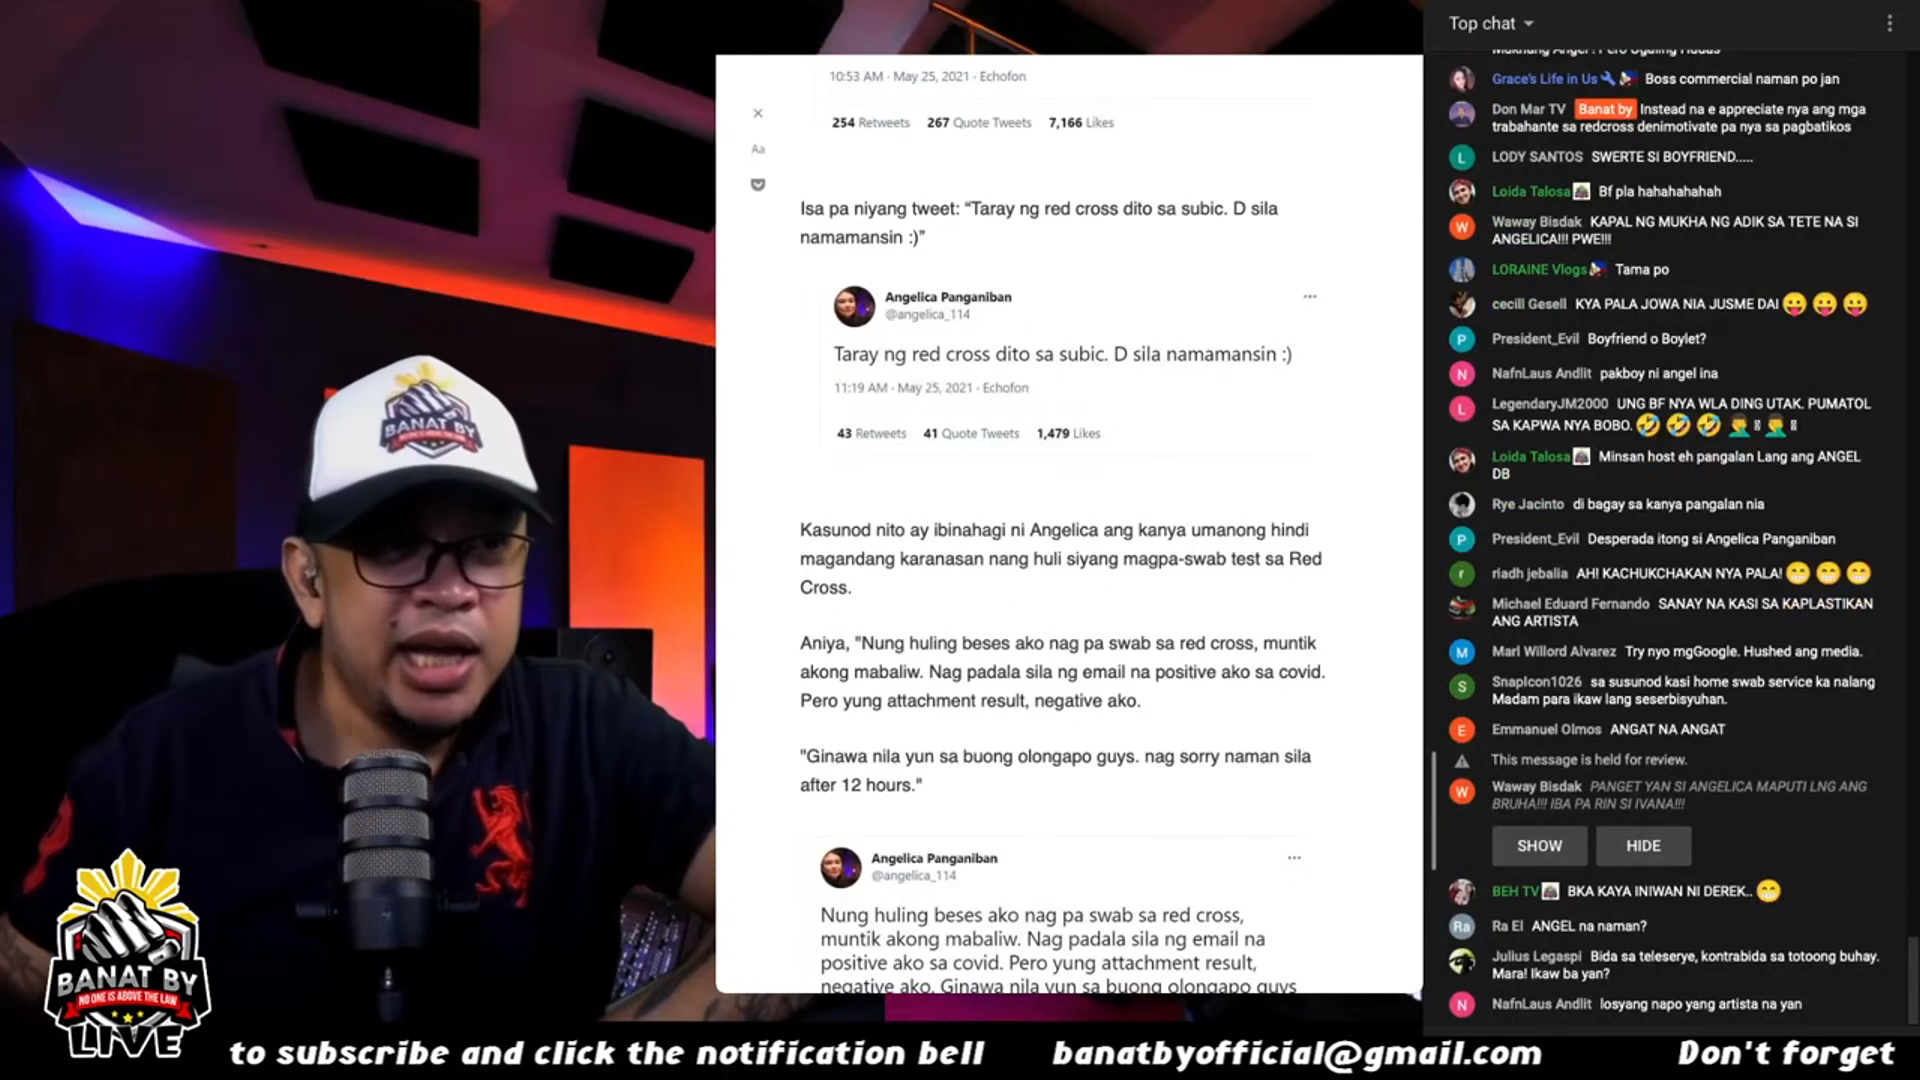 10:53 AM · May 25, 2021 · Echofon
254 Retweets 267 Quote Tweets 7,166 Likes
Aa
Isa pa niyang tweet: “Taray ng red cross dito sa subic. D sila
namamansin :)”
Angelica Panganiban
@angelica_114
Taray ng red cross dito sa subic. D sila namamansin :)
11:19 AM · May 25, 2021 · Echofon
43 Retweets 41 Quote Tweets 1,479 Likes
Kasunod nito ay ibinahagi ni Angelica ang kanya umanong hindi
magandang karanasan nang huli siyang magpa-swab test sa Red
Cross.
Aniya, "Nung huling beses ako nag pa swab sa red cross, muntik
akong mabaliw. Nag padala sila ng email na positive ako sa covid.
Pero yung attachment result, negative ako.
"Ginawa nila yun sa buong olongapo guys. nag sorry naman sila
after 12 hours."
Angelica Panganiban
@angelica_114
Nung huling beses ako nag pa swab sa red cross,
muntik akong mabaliw. Nag padala sila ng email na
positive ako sa covid. Pero yung attachment result,
negative ako. Ginawa nila yun sa buong olongapo guys
Top chat
Mukhang Angel! Pero Ugaling Hudas
Grace's Life in Us Boss commercial naman po jan
Don Mar TV Banat by Instead na e appreciate nya ang mga
trabahante sa redcross denimotivate pa nya sa pagbatikos
L LODY SANTOS SWERTE SI BOYFRIEND.....
Loida Talosa Bf pla hahahahahah
W Waway Bisdak KAPAL NG MUKHA NG ADIK SA TETE NA SI
ANGELICA!!! PWE!!!
LORAINE Vlogs Tama po
cecill Gesell KYA PALA JOWA NIA JUSME DAI 😛 😛 😛
P President_Evil Boyfriend o Boylet?
N NafnLaus Andlit pakboy ni angel ina
L LegendaryJM2000 UNG BF NYA WLA DING UTAK. PUMATOL
SA KAPWA NYA BOBO. 🤣 🤣 🤣 🤦‍♂️ 🤦‍♂️
Loida Talosa Minsan host eh pangalan Lang ang ANGEL
DB
Rye Jacinto di bagay sa kanya pangalan nia
P President_Evil Desperada itong si Angelica Panganiban
r riadh jebalia AH! KACHUKCHAKAN NYA PALA! 😁 😁 😁
Michael Eduard Fernando SANAY NA KASI SA KAPLASTIKAN
ANG ARTISTA
M Marl Willord Alvarez Try nyo mgGoogle. Hushed ang media.
S SnapIcon1026 sa susunod kasi home swab service ka nalang
Madam para ikaw lang seserbisyuhan.
E Emmanuel Olmos ANGAT NA ANGAT
This message is held for review.
W Waway Bisdak PANGET YAN SI ANGELICA MAPUTI LNG ANG
BRUHA!!! IBA PA RIN SI IVANA!!!
SHOW HIDE
BEH TV BKA KAYA INIWAN NI DEREK.. 😁
Ra Ra El ANGEL na naman?
Julius Legaspi Bida sa teleserye, kontrabida sa totoong buhay.
Mara! Ikaw ba yan?
N NafnLaus Andlit losyang napo yang artista na yan
BANAT BY
BANAT BY
NO ONE IS ABOVE THE LAW
LIVE
to subscribe and click the notification bell banatbyofficial@gmail.com Don't forget